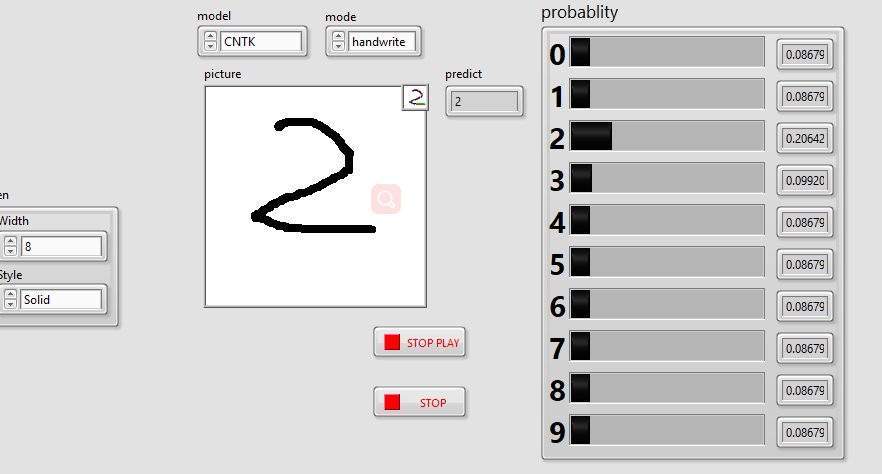 model
mode
probablity
CNTK
handwrite
picture
predict
2
2
2
en
Width
8
Style
Solid
STOP PLAY
STOP
0 0.08679
1 0.08679
2 0.20642
3 0.09920
4 0.08679
5 0.08679
6 0.08679
7 0.08679
8 0.08679
9 0.08679